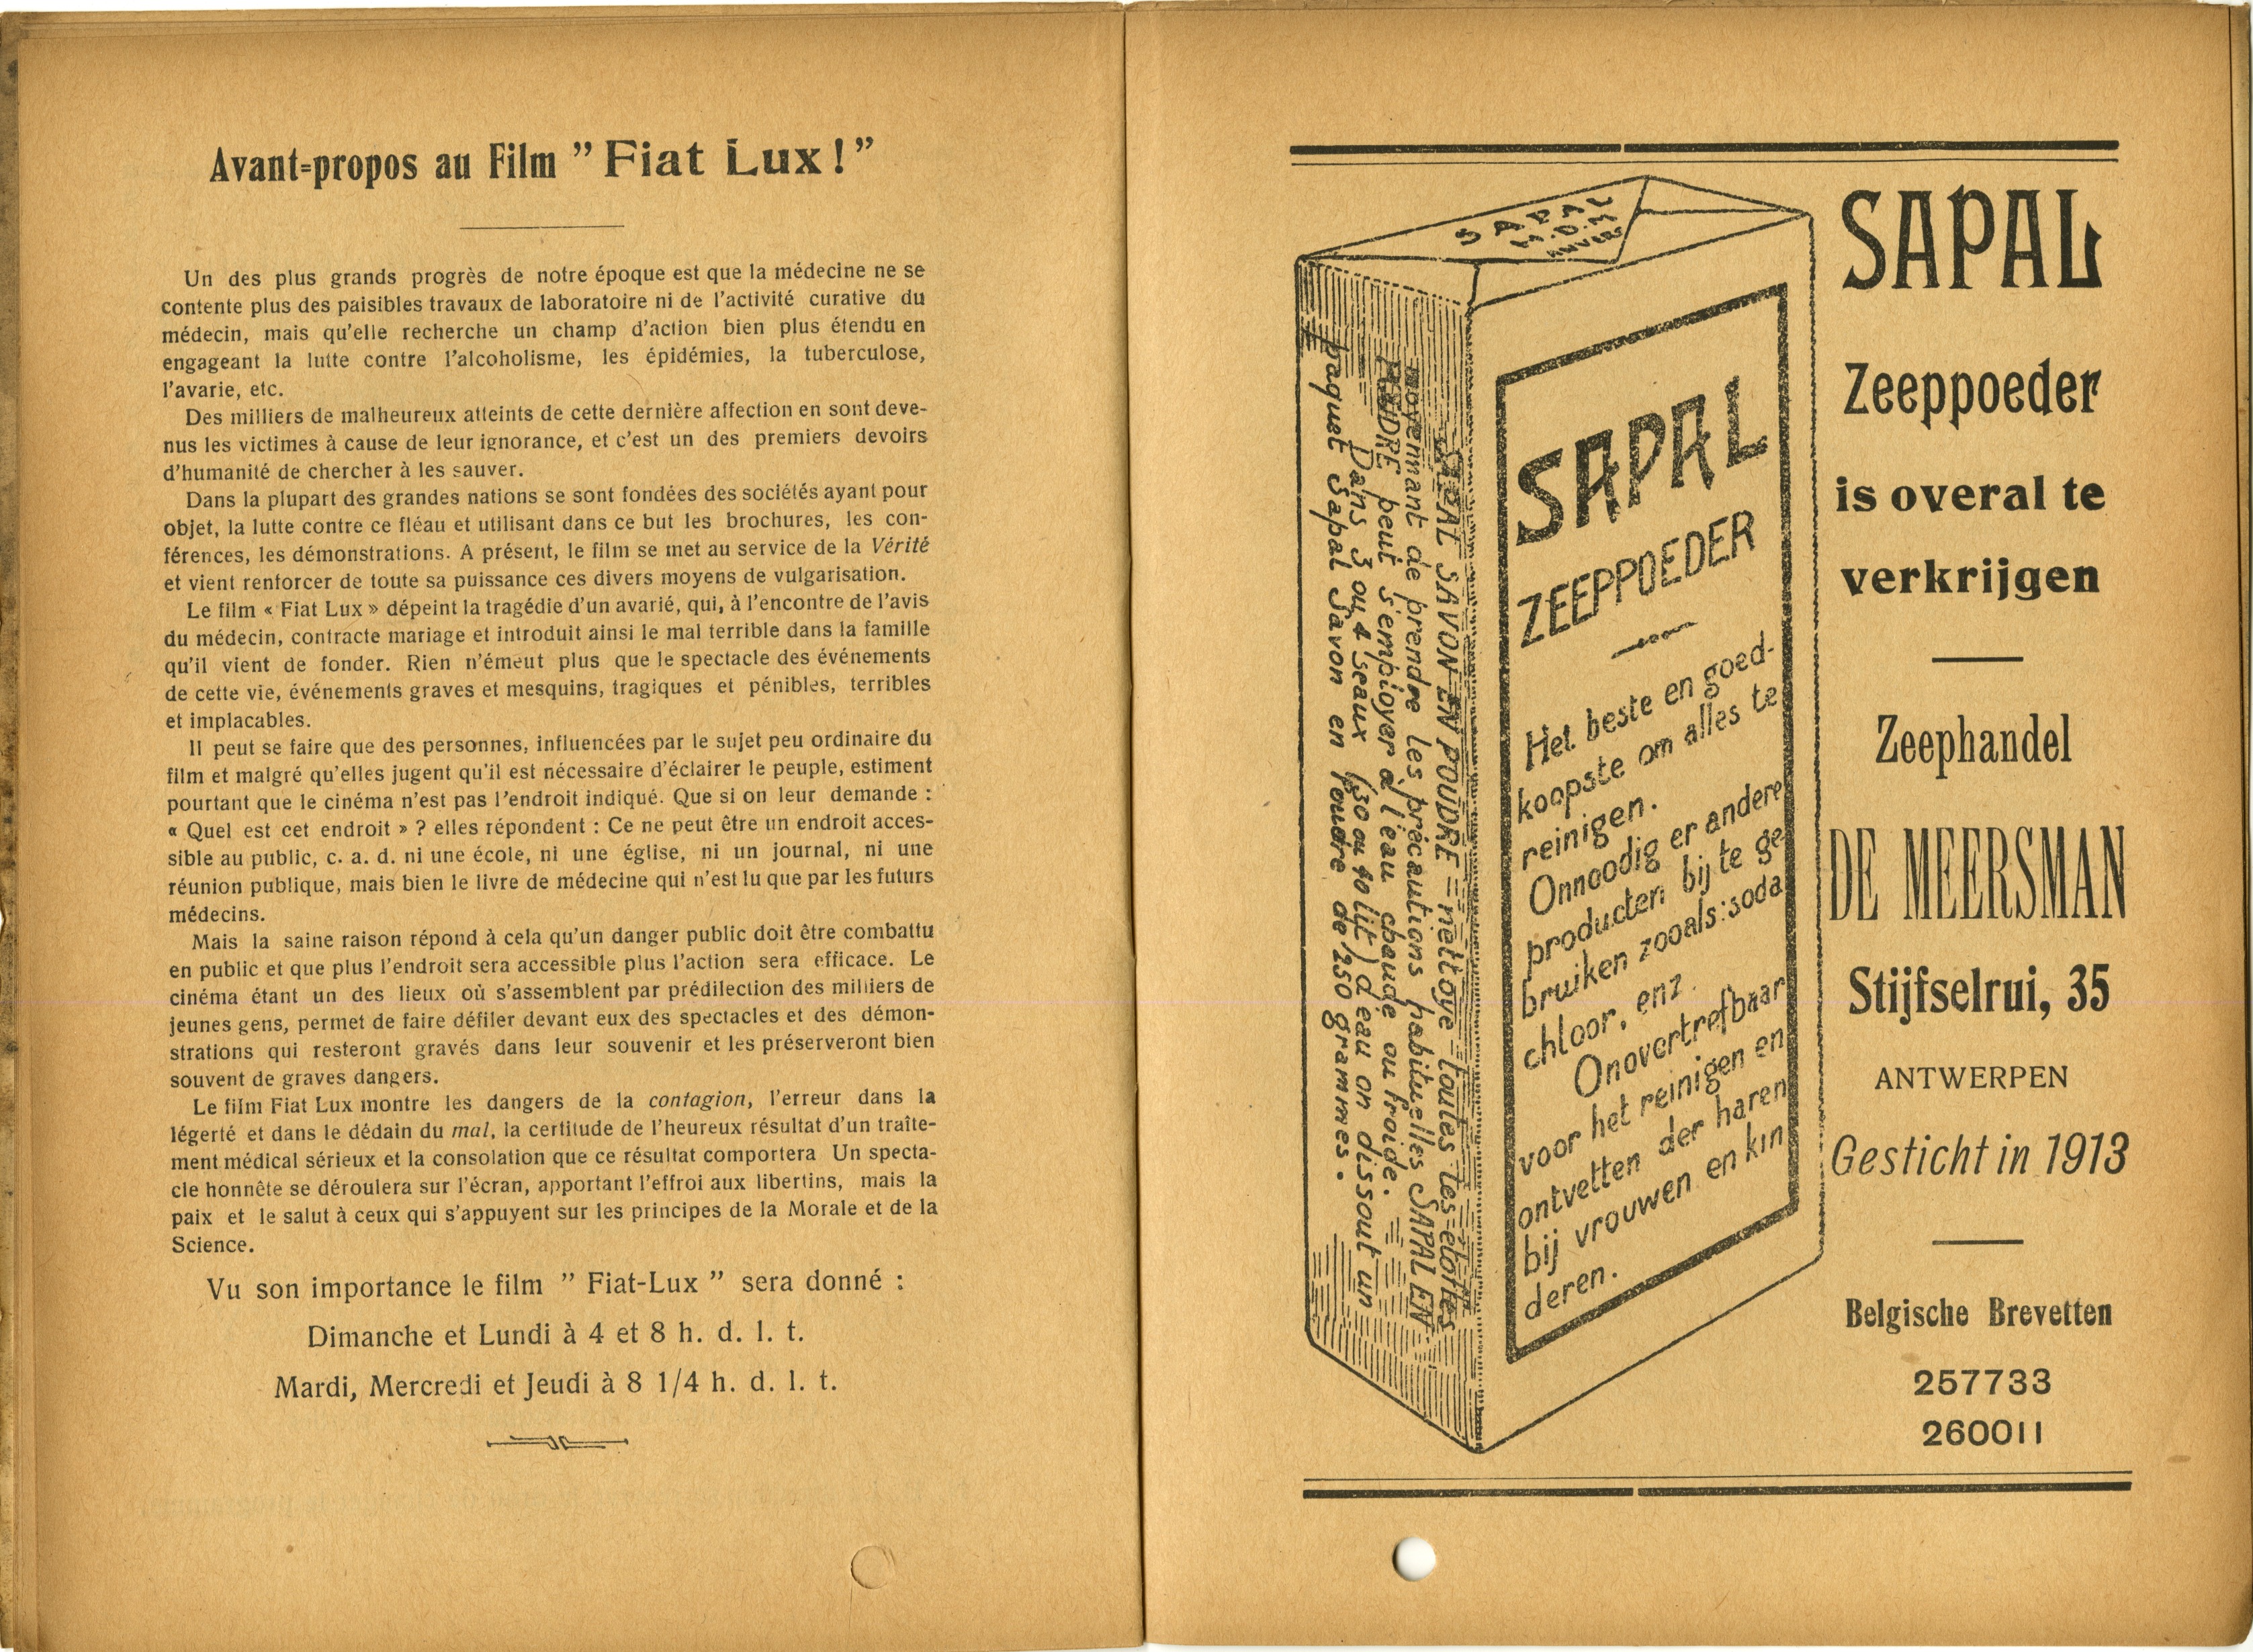 Avant-propos au Film " Fiat Lux ! "
Un des plus grands progrès de notre époque est que la médecine ne se
contente plus des paisibles travaux de laboratoire ni de l'activité curative du
médecin, mais qu'elle recherche un champ d'action bien plus étendu en
engageant la lutte contre l'alcoholisme, les épidémies, la tuberculose,
l'avarie, etc.
Des milliers de malheureux atteints de cette dernière affection en sont deve-
nus les victimes à cause de leur ignorance, et c'est un des premiers devoirs
d'humanité de chercher à les sauver.
Dans la plupart des grandes nations se sont fondées des sociétés ayant pour
objet, la lutte contre ce fléau et utilisant dans ce but les brochures, les con-
férences, les démonstrations. A présent, le film se met au service de la Vérité
et vient renforcer de toute sa puissance ces divers moyens de vulgarisation.
Le film « Fiat Lux » dépeint la tragédie d'un avarié, qui, à l'encontre de l'avis
du médecin, contracte mariage et introduit ainsi le mal terrible dans la famille
qu'il vient de fonder. Rien n'émeut plus que le spectacle des événements
de cette vie, événements graves et mesquins, tragiques et pénibles, terribles
et implacables.
Il peut se faire que des personnes, influencées par le sujet peu ordinaire du
film et malgré qu'elles jugent qu'il est nécessaire d'éclairer le peuple, estiment
pourtant que le cinéma n'est pas l'endroit indiqué. Que si on leur demande :
« Quel est cet endroit » ? elles répondent : Ce ne peut être un endroit acces-
sible au public, c. a. d. ni une école, ni une église, ni un journal, ni une
réunion publique, mais bien le livre de médecine qui n'est lu que par les futurs
médecins.
Mais la saine raison répond à cela qu'un danger public doit être combattu
en public et que plus l'endroit sera accessible plus l'action sera efficace. Le
cinéma étant un des lieux où s'assemblent par prédilection des milliers de
jeunes gens, permet de faire défiler devant eux des spectacles et des démon-
strations qui resteront gravés dans leur souvenir et les préserveront bien
souvent de graves dangers.
Le film Fiat Lux montre les dangers de la contagion, l'erreur dans la
légerté et dans le dédain du mal, la certitude de l'heureux résultat d'un traîte-
ment médical sérieux et la consolation que ce résultat comportera Un specta-
cle honnête se déroulera sur l'écran, apportant l'effroi aux libertins, mais la
paix et le salut à ceux qui s'appuyent sur les principes de la Morale et de la
Science.
Vu son importance le film " Fiat-Lux " sera donné :
Dimanche et Lundi à 4 et 8 h. d. l. t.
Mardi, Mercredi et Jeudi à 8 1/4 h. d. l. t.
SAPAL
M.D.M
ANVERS
SAPAL SAVON EN POUDRE = nettoye toutes les etoffes
moyennant de prendre les précautions habituelles SAPAL EN
POUDRE peut s'employer à l'eau chaude ou froide.
Dans 3 ou 4 seaux (30 ou 40 lit) d'eau on dissout un
paquet Sapal Savon en Poudre de 250 grammes.
SAPAL
ZEEPPOEDER
Het beste en goed-
koopste om alles te
reinigen.
Onnoodig er andere
producten bij te ge
bruiken zooals: soda
chloor, enz.
Onovertrefbaar
voor het reinigen en
ontvetten der haren
bij vrouwen en kin
deren.
SAPAL
Zeeppoeder
is overal te
verkrijgen
Zeephandel
DE MEERSMAN
Stijfselrui, 35
ANTWERPEN
Gesticht in 1913
Belgische Brevetten
257733
260011